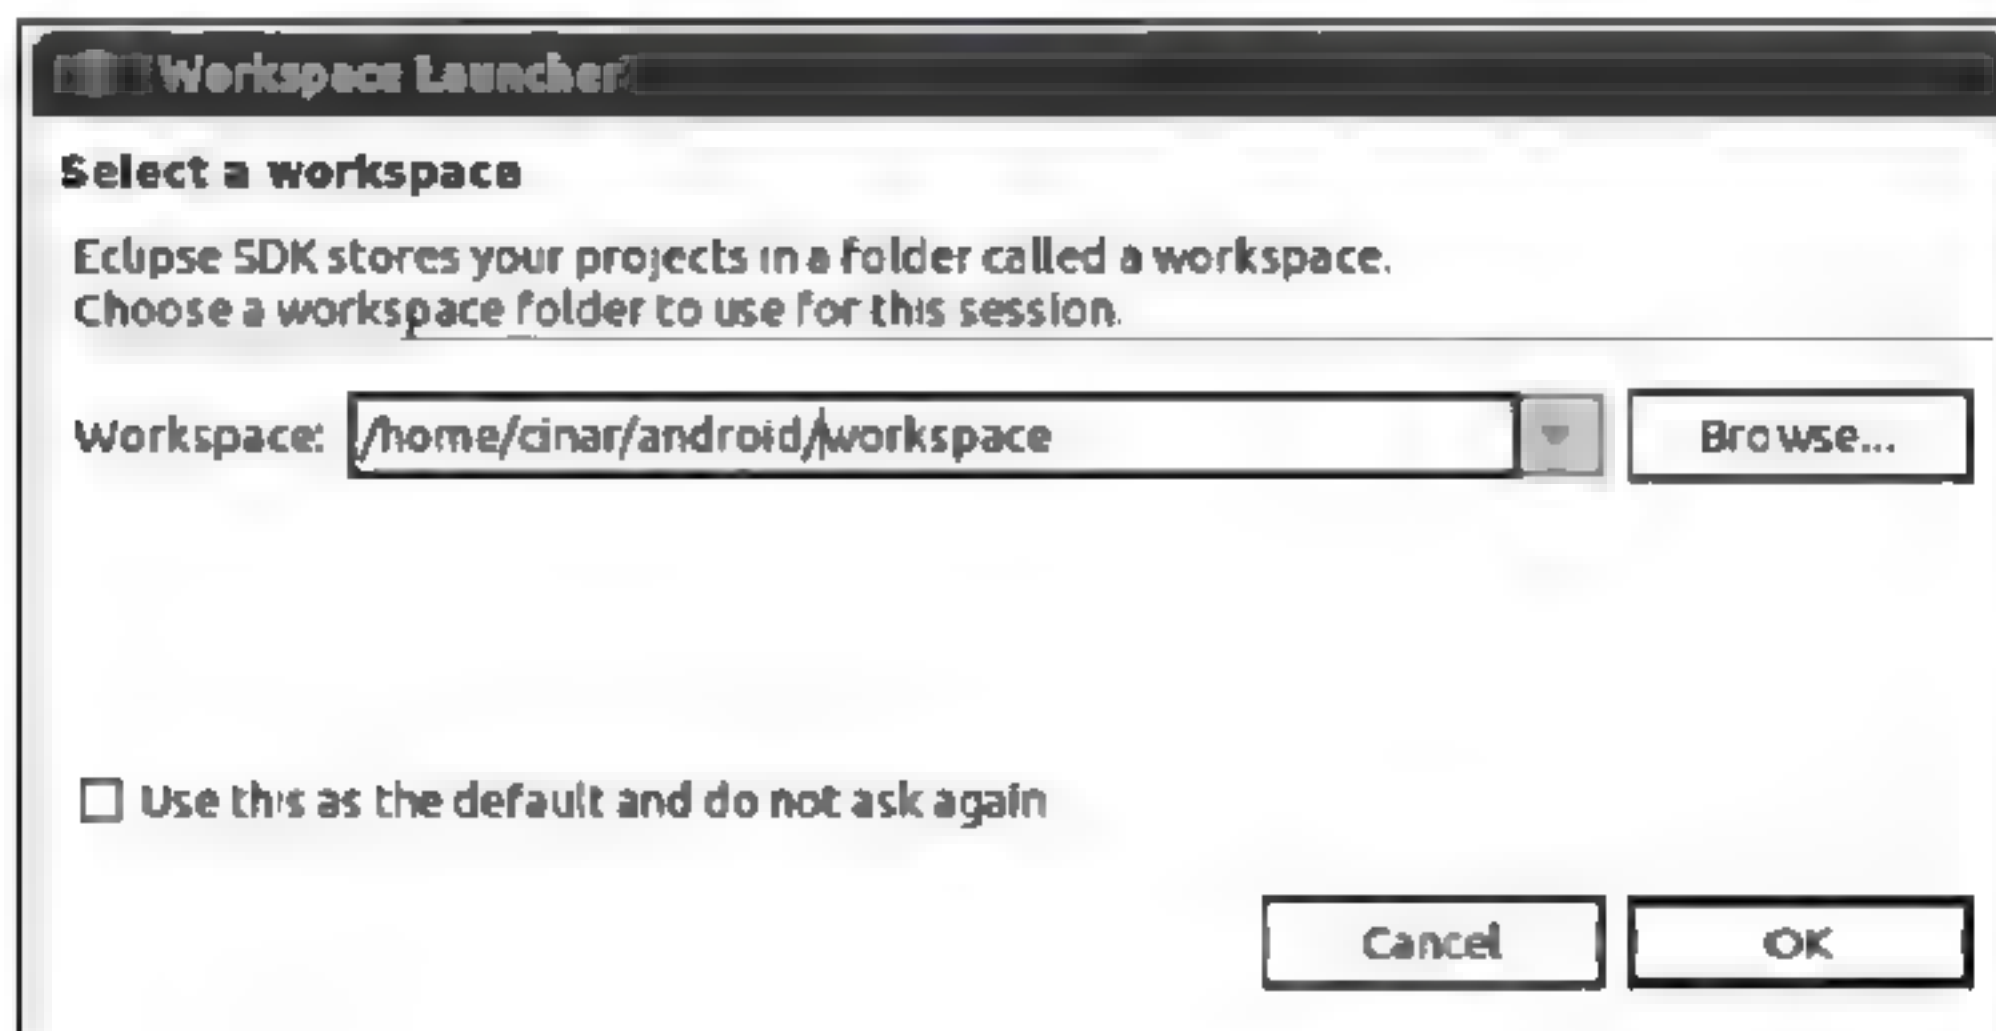 Workspace Launcher
Select a workspace
Eclipse SDK stores your projects in a folder called a workspace.
Choose a workspace folder to use for this session.
Workspace: /home/cinar/android/workspace Browse...
Use this as the default and do not ask again
Cancel OK